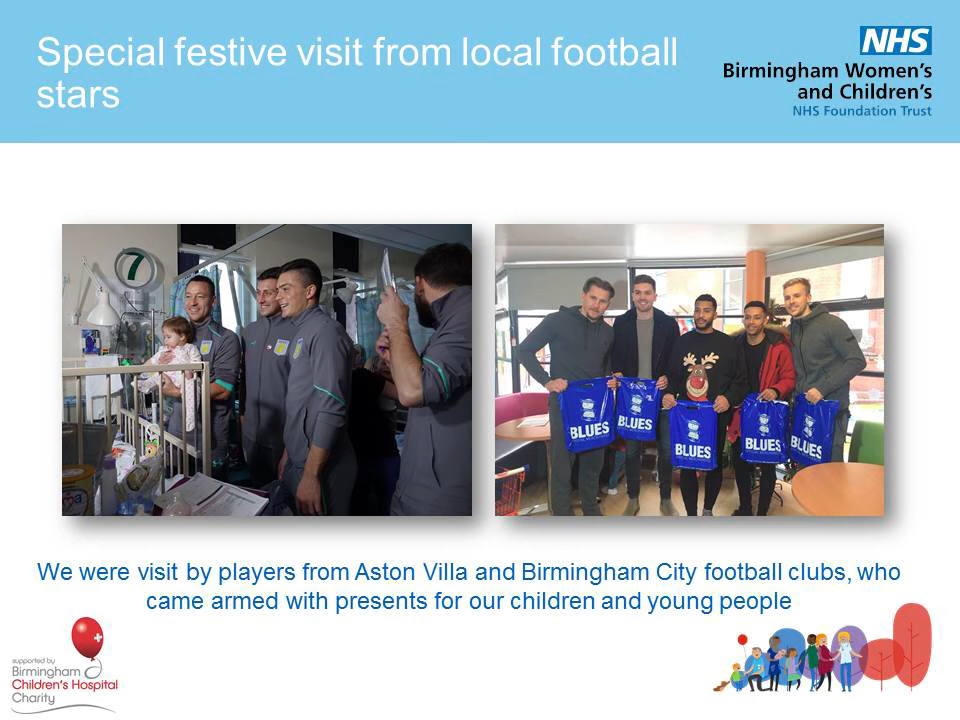 Special festive visit from local football
stars
NHS
Birmingham Women's
and Children's
NHS Foundation Trust
7
BLUES
BLUES
BLUES
BLUES
BLUES
We were visit by players from Aston Villa and Birmingham City football clubs, who
came armed with presents for our children and young people
supported by
Birmingham
Children's Hospital
Charity